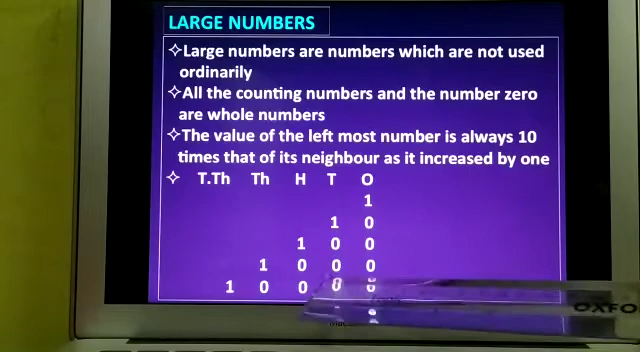 LARGE NUMBERS
✧Large numbers are numbers which are not used
ordinarily
✧All the counting numbers and the number zero
are whole numbers
✧The value of the left most number is always 10
times that of its neighbour as it increased by one
✧ T.Th Th H T O
1
1 0
1 0 0
1 0 0 0
1 0 0 0 0
OXFO